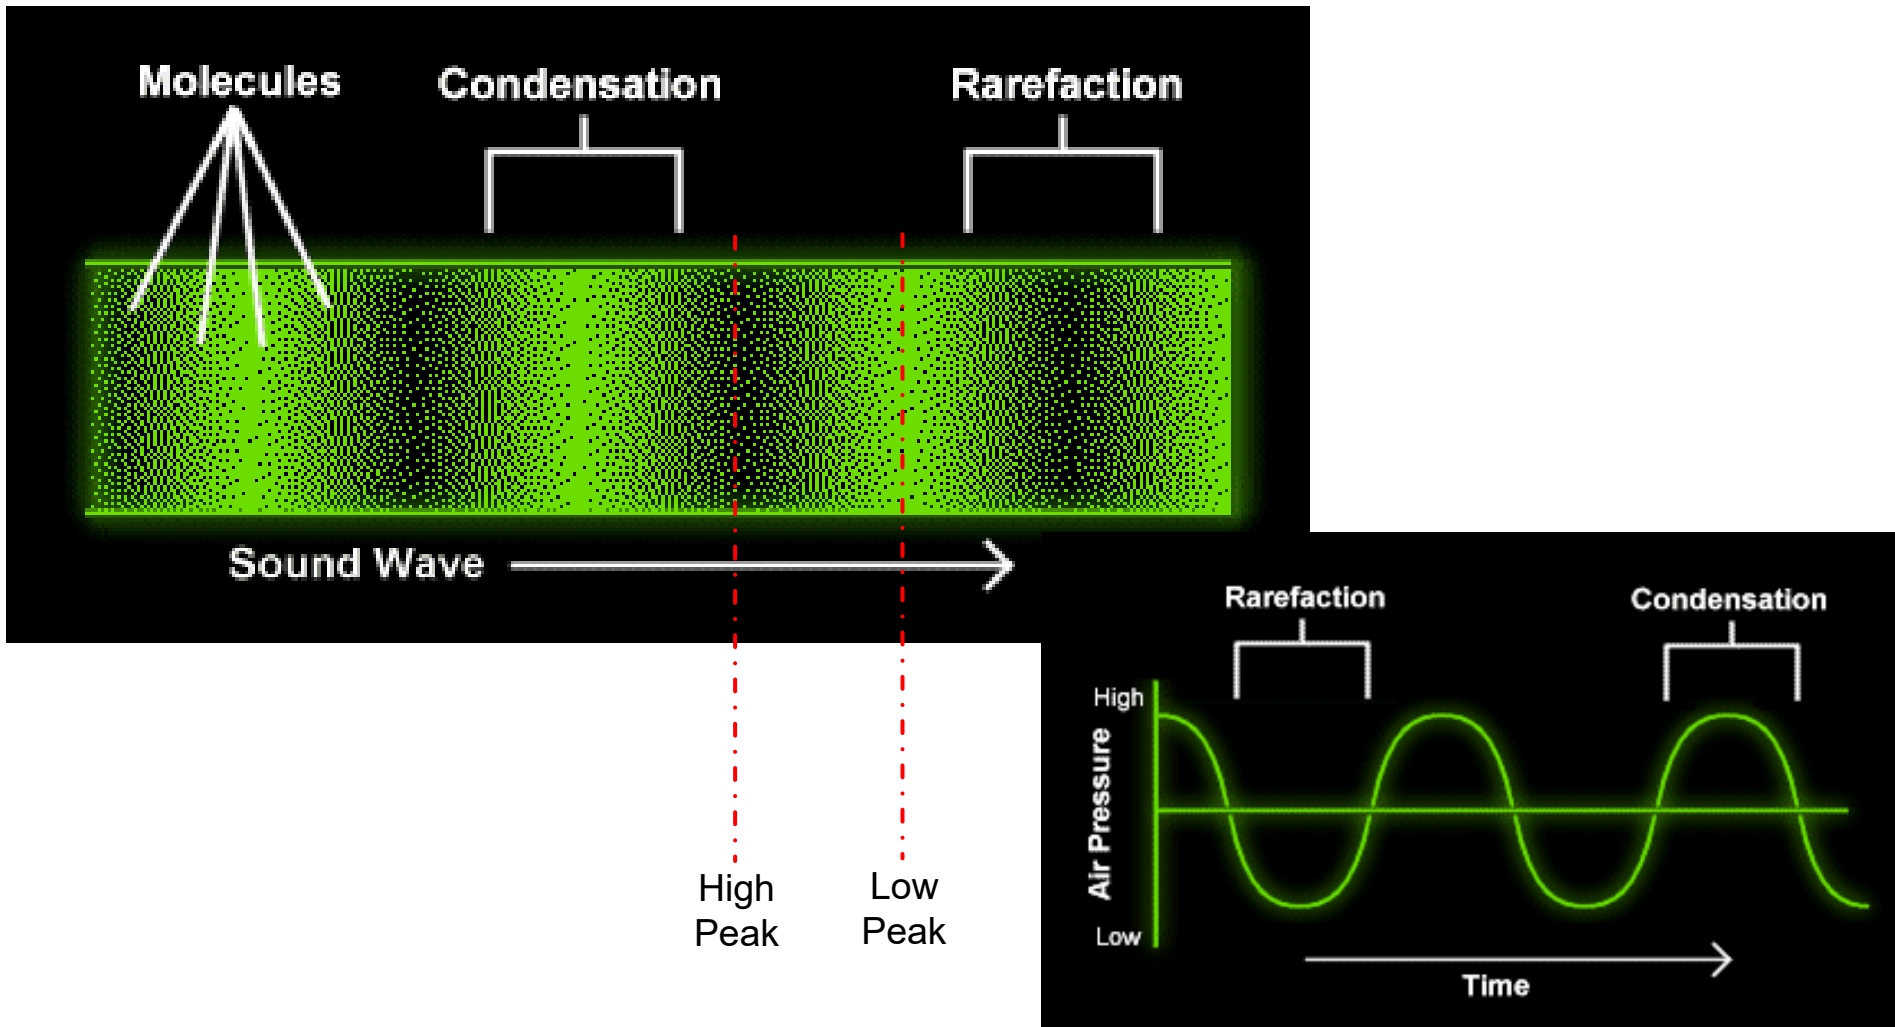 Molecules
Condensation
Rarefaction
Sound Wave
High
Peak
Low
Peak
Rarefaction
Condensation
High
Air Pressure
Low
Time